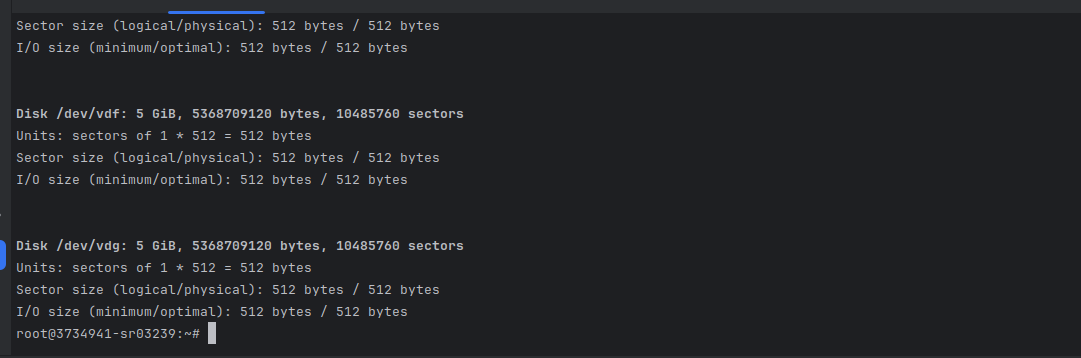 Sector size (logical/physical): 512 bytes / 512 bytes
I/O size (minimum/optimal): 512 bytes / 512 bytes
Disk /dev/vdf: 5 GiB, 5368709120 bytes, 10485760 sectors
Units: sectors of 1 * 512 = 512 bytes
Sector size (logical/physical): 512 bytes / 512 bytes
I/O size (minimum/optimal): 512 bytes / 512 bytes
Disk /dev/vdg: 5 GiB, 5368709120 bytes, 10485760 sectors
Units: sectors of 1 * 512 = 512 bytes
Sector size (logical/physical): 512 bytes / 512 bytes
I/O size (minimum/optimal): 512 bytes / 512 bytes
root@3734941-sr03239:~#